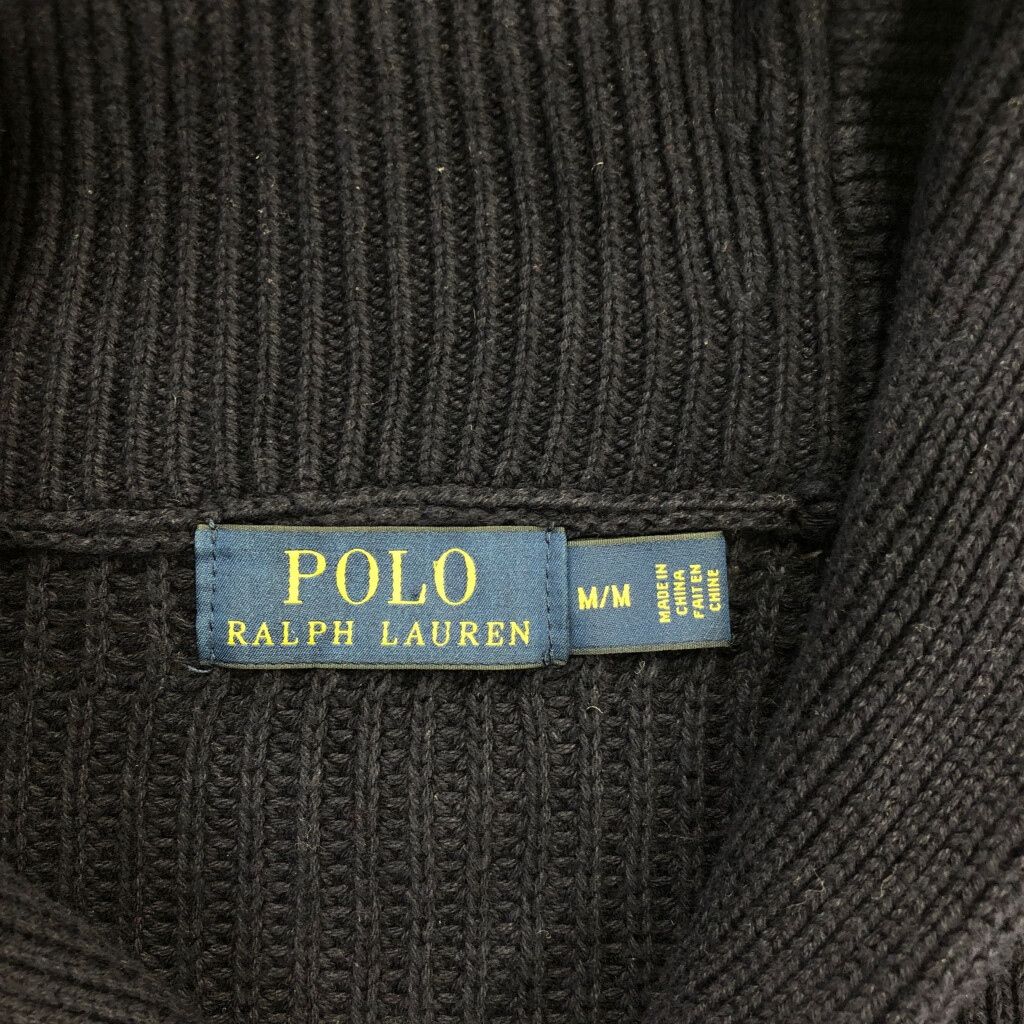 POLO
RALPH LAUREN
M/M
MADE IN
CHINA
FAIT EN
CHINE